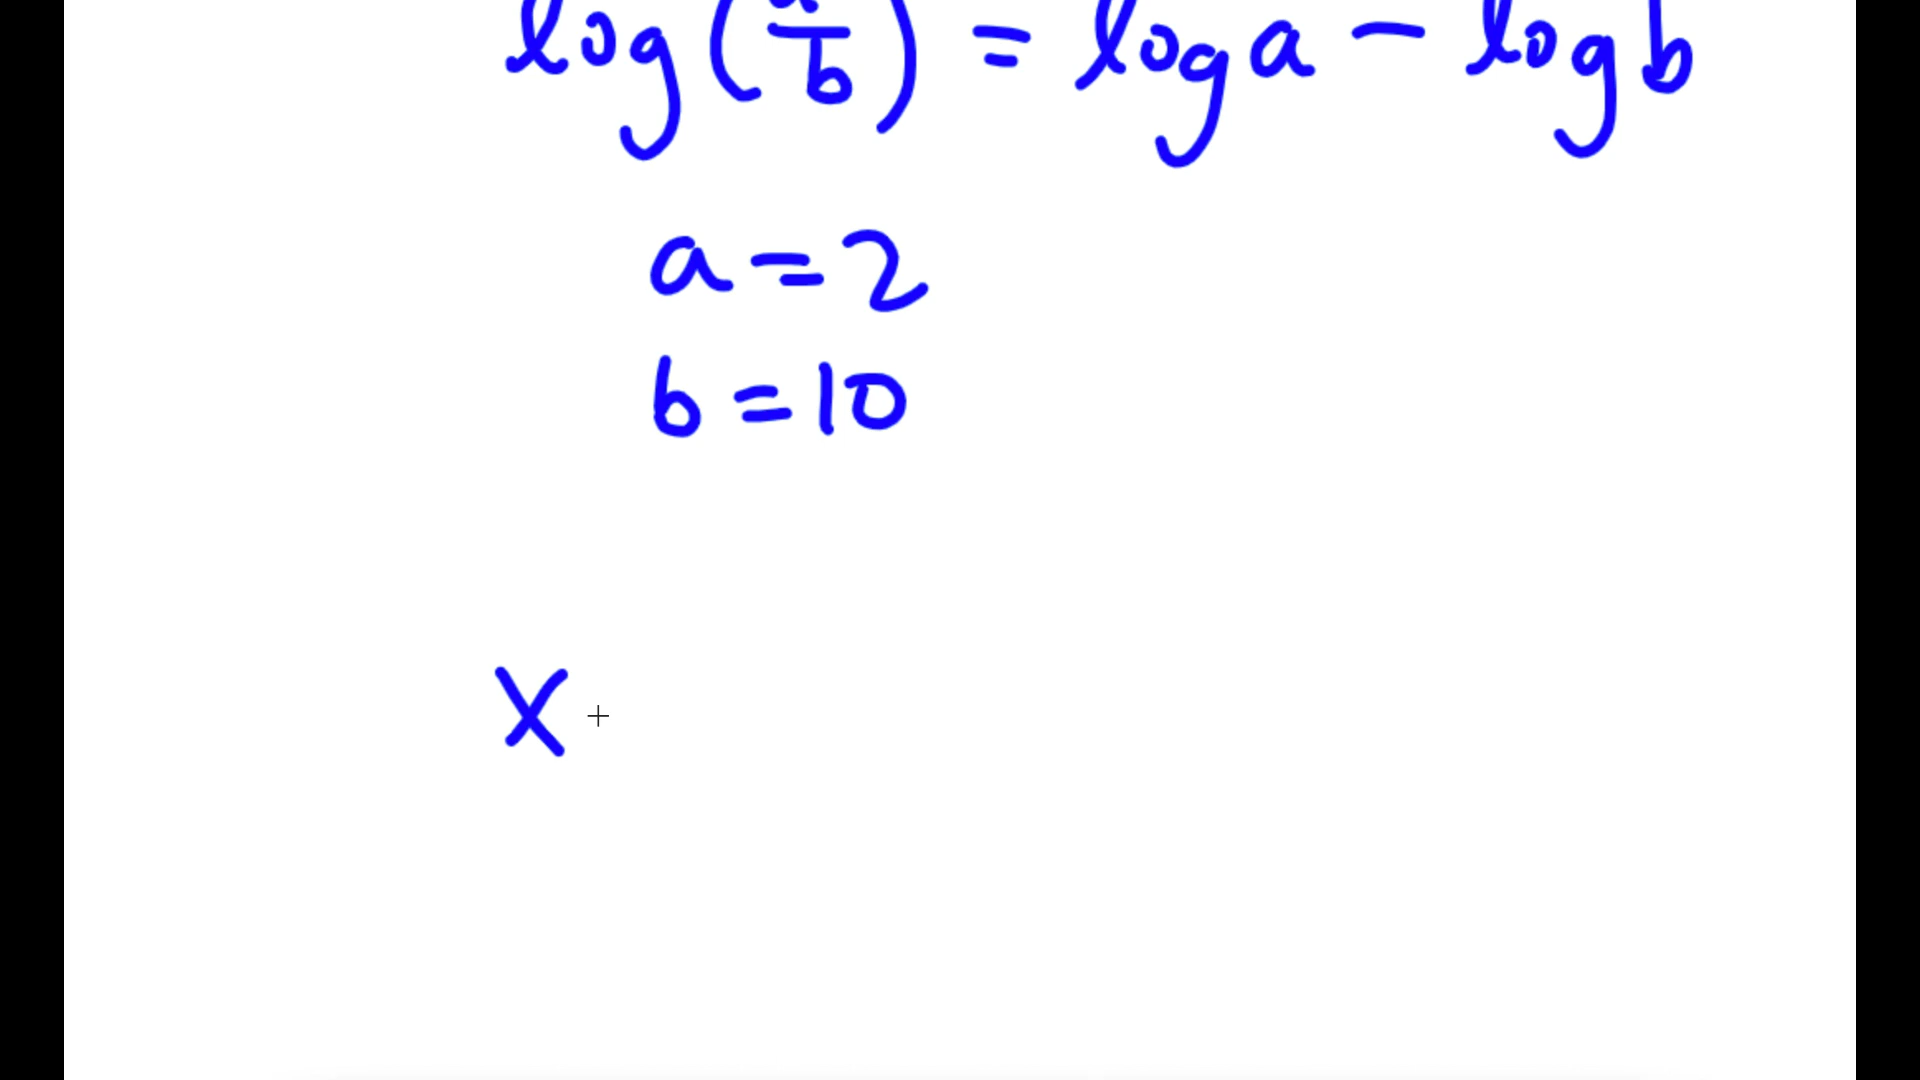 log(a/b) = log a - log b
a = 2
b = 10
x